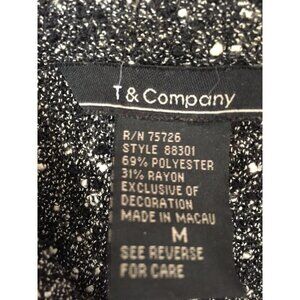 T & Company
R/N 75726
STYLE 88301
69% POLYESTER
31% RAYON
EXCLUSIVE OF
DECORATION
MADE IN MACAU
M
SEE REVERSE
FOR CARE